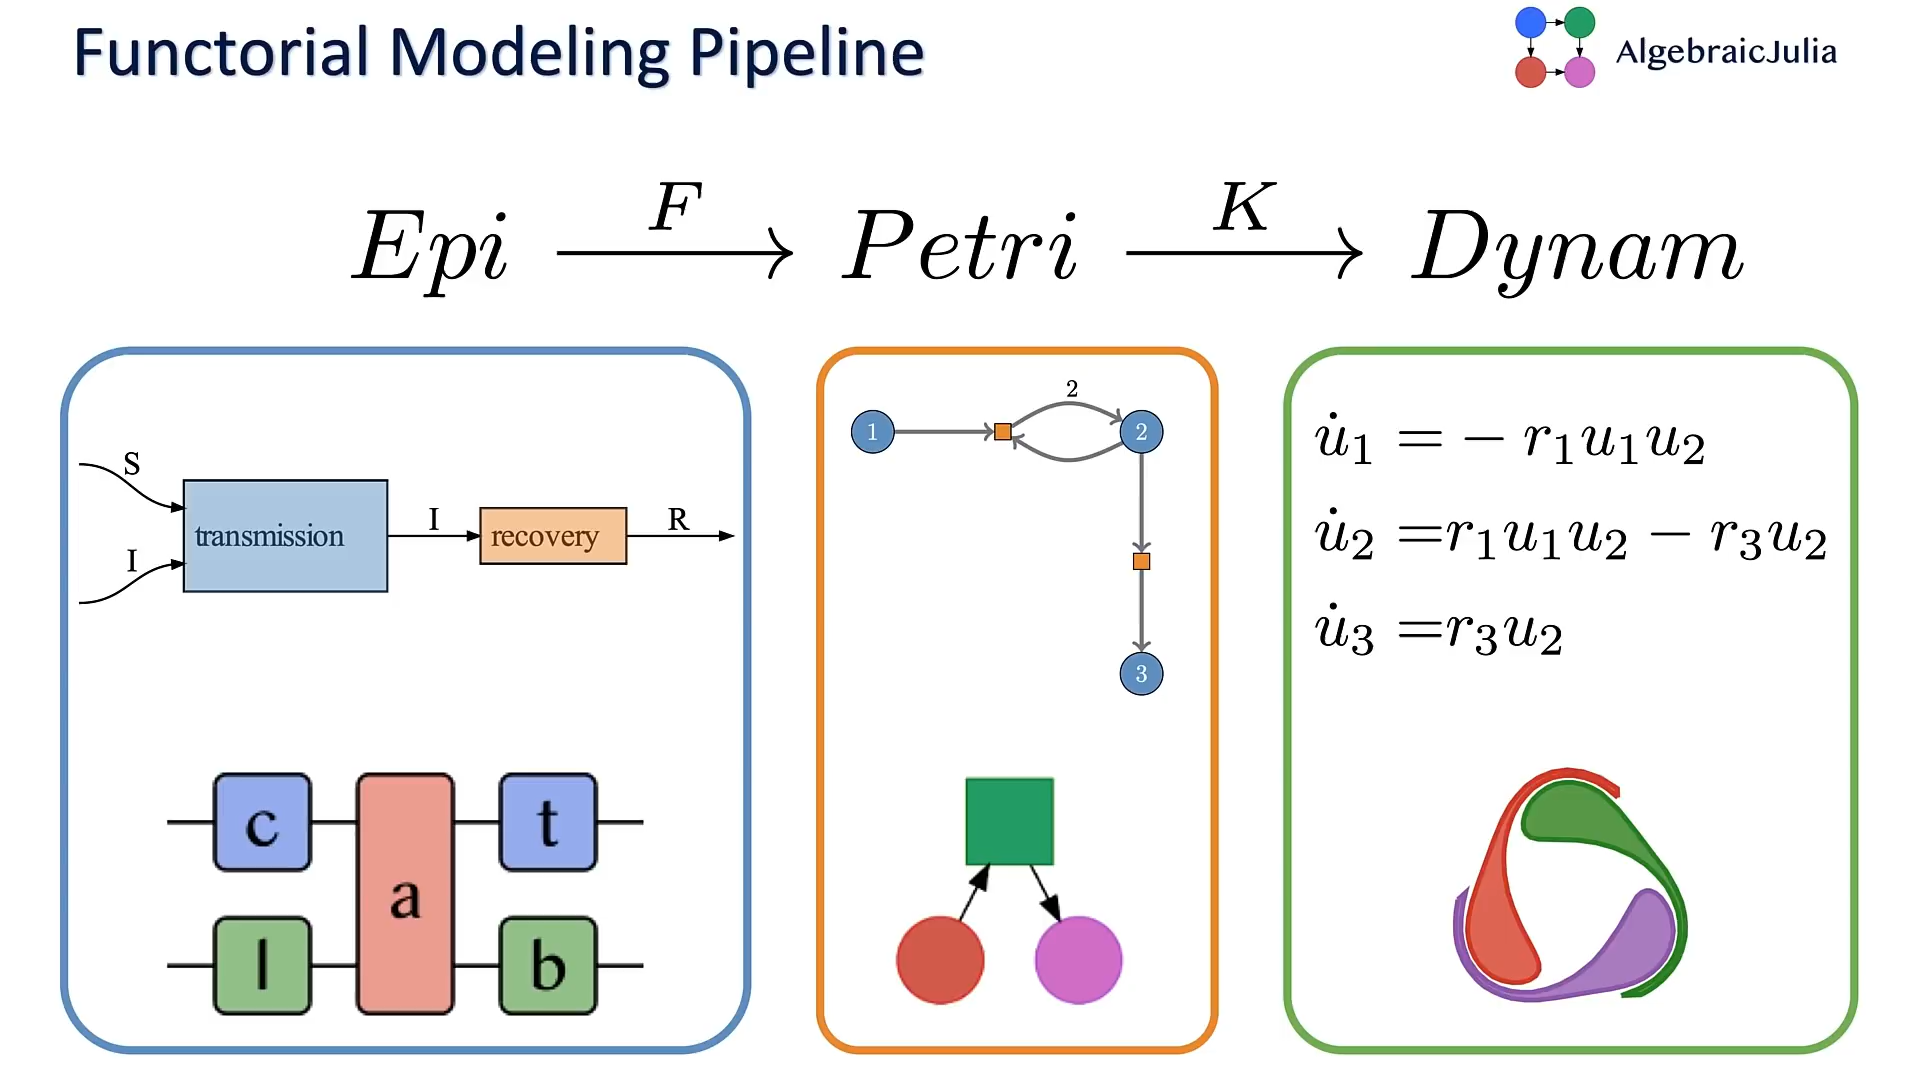 Functorial Modeling Pipeline
AlgebraicJulia
Epi F Petri K Dynam
S
I
transmission
I
recovery
R
c
a
t
l
b
1
2
2
3
u̇₁ = − r₁u₁u₂
u̇₂ =r₁u₁u₂ − r₃u₂
u̇₃ =r₃u₂